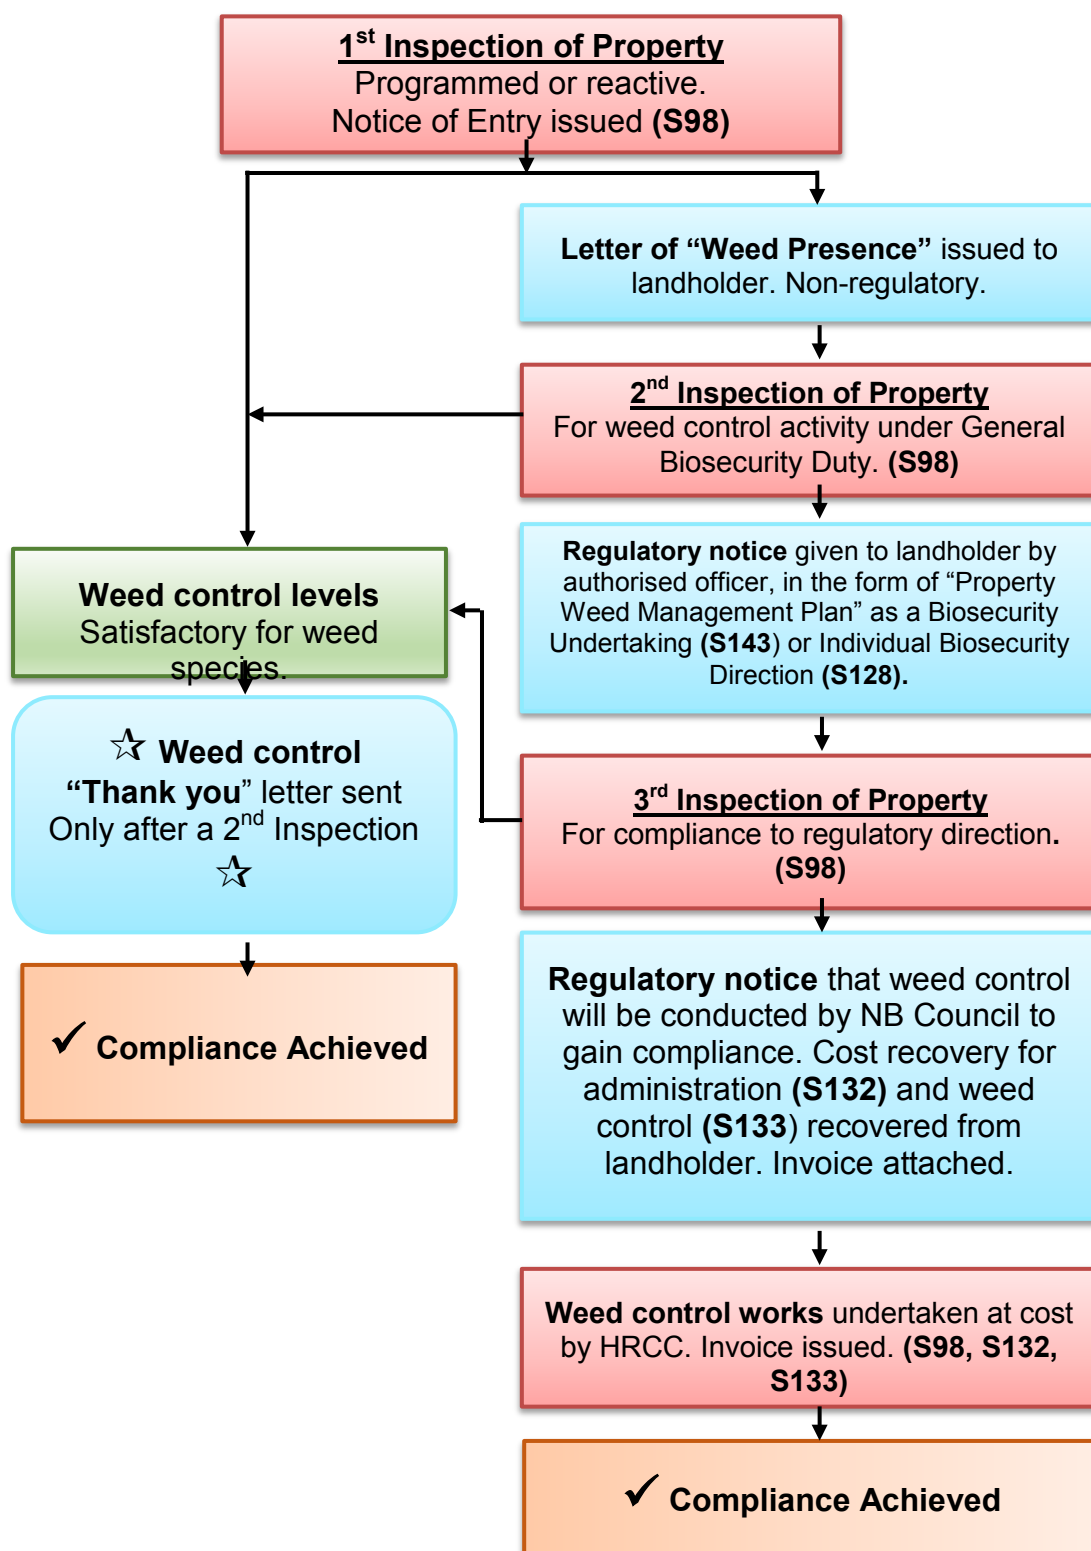 1st Inspection of Property
Programmed or reactive.
Notice of Entry issued (S98)
Letter of “Weed Presence” issued to
landholder. Non-regulatory.
2nd Inspection of Property
For weed control activity under General
Biosecurity Duty. (S98)
Regulatory notice given to landholder by
authorised officer, in the form of “Property
Weed Management Plan” as a Biosecurity
Undertaking (S143) or Individual Biosecurity
Direction (S128).
Weed control levels
Satisfactory for weed
species.
☆ Weed control
“Thank you” letter sent
Only after a 2nd Inspection
☆
3rd Inspection of Property
For compliance to regulatory direction.
(S98)
✓ Compliance Achieved
Regulatory notice that weed control
will be conducted by NB Council to
gain compliance. Cost recovery for
administration (S132) and weed
control (S133) recovered from
landholder. Invoice attached.
Weed control works undertaken at cost
by HRCC. Invoice issued. (S98, S132,
S133)
✓ Compliance Achieved